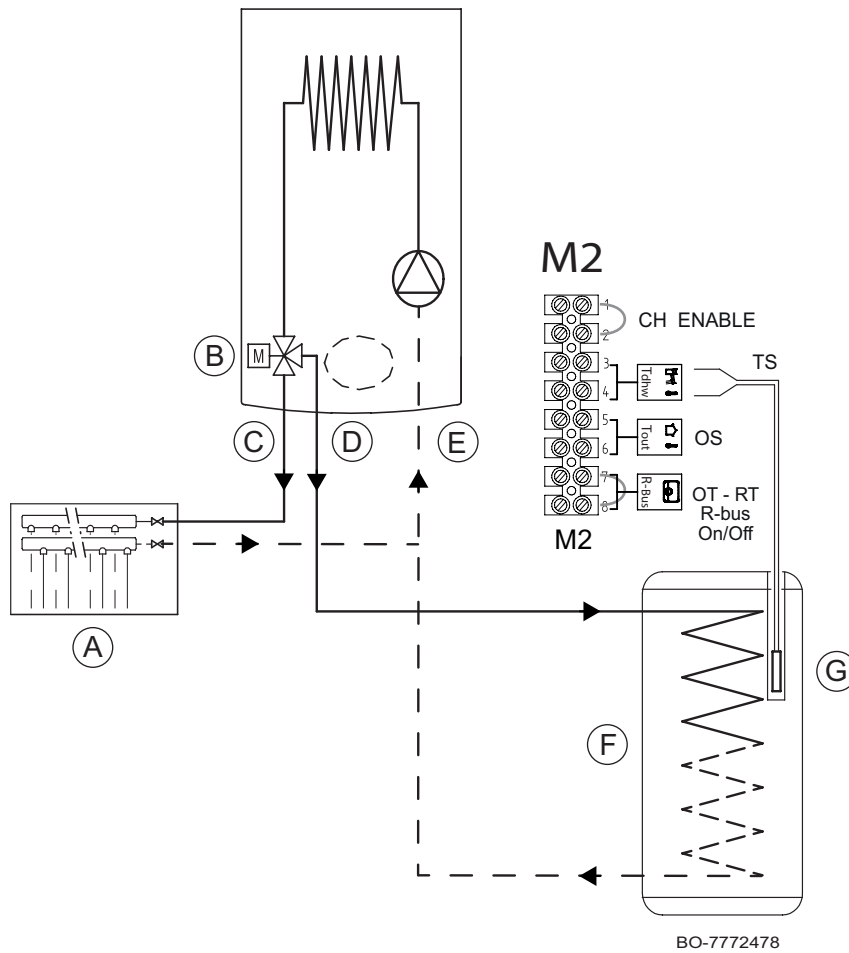 M2
1
CH ENABLE
2
B
M
TS
3
Tdhw
4
C
D
E
5
Tout
OS
6
7
R-Bus
OT - RT
8
R-bus
On/Off
M2
A
G
F
BO-7772478